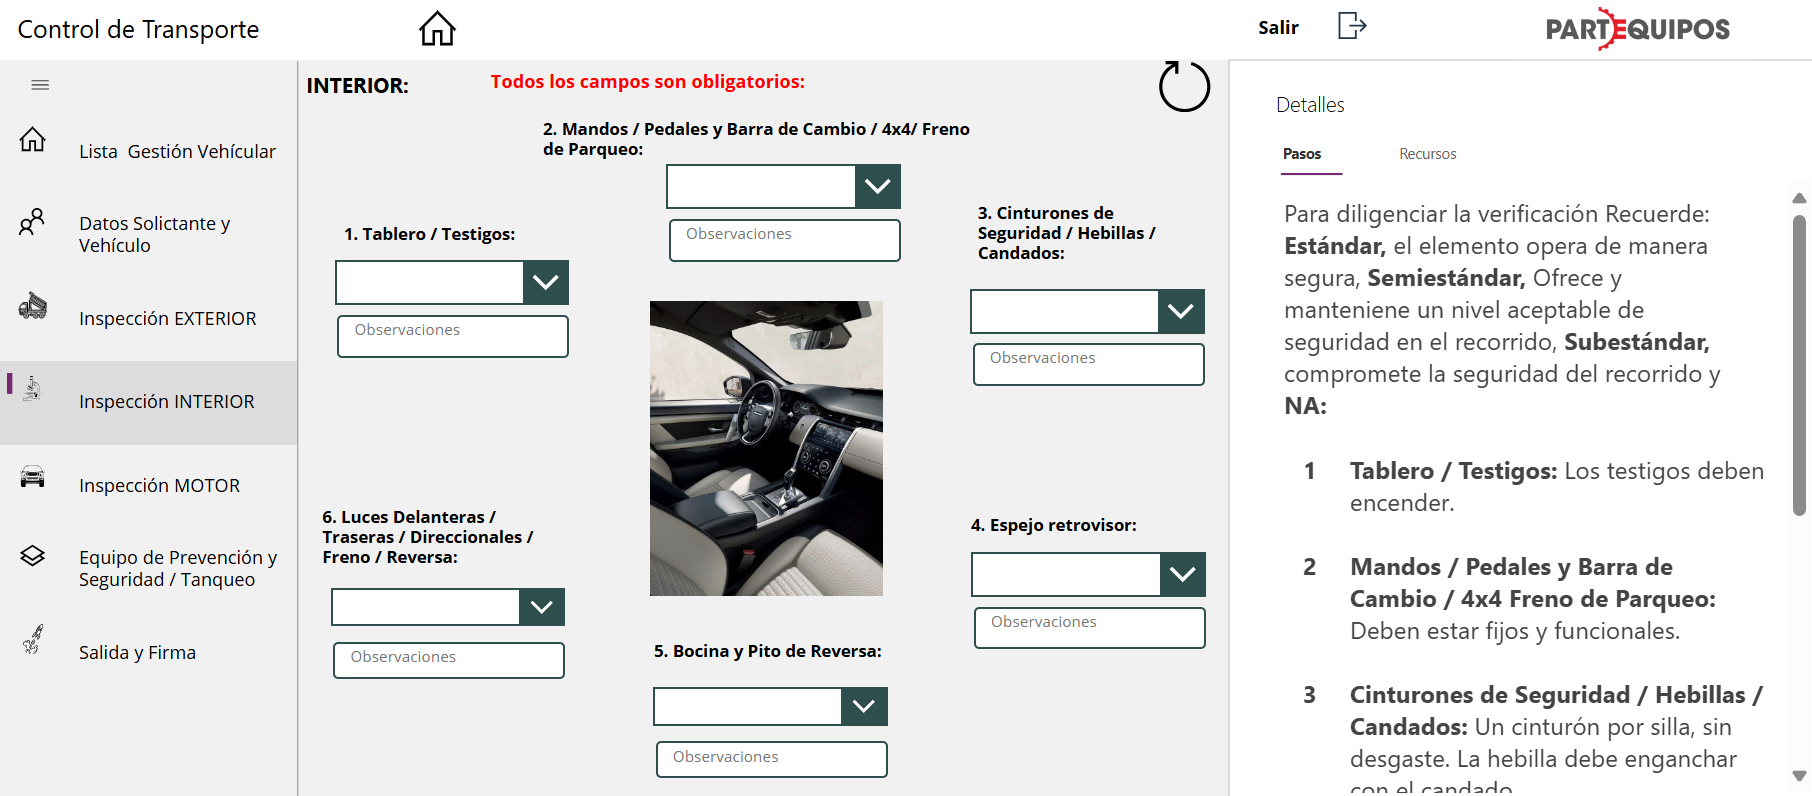 Control de Transporte
Salir
PARTEQUIPOS
Lista  Gestión Vehícular
Datos Solictante y
Vehículo
Inspección EXTERIOR
Inspección INTERIOR
Inspección MOTOR
Equipo de Prevención y
Seguridad / Tanqueo
Salida y Firma
INTERIOR:
Todos los campos son obligatorios:
2. Mandos / Pedales y Barra de Cambio / 4x4/ Freno
de Parqueo:
Observaciones
1. Tablero / Testigos:
Observaciones
3. Cinturones de
Seguridad / Hebillas /
Candados:
Observaciones
6. Luces Delanteras /
Traseras / Direccionales /
Freno / Reversa:
Observaciones
4. Espejo retrovisor:
Observaciones
5. Bocina y Pito de Reversa:
Observaciones
Detalles
Pasos
Recursos
Para diligenciar la verificación Recuerde:
Estándar, el elemento opera de manera
segura, Semiestándar, Ofrece y
manteniene un nivel aceptable de
seguridad en el recorrido, Subestándar,
compromete la seguridad del recorrido y
NA:
1 Tablero / Testigos: Los testigos deben
encender.
2 Mandos / Pedales y Barra de
Cambio / 4x4 Freno de Parqueo:
Deben estar fijos y funcionales.
3 Cinturones de Seguridad / Hebillas /
Candados: Un cinturón por silla, sin
desgaste. La hebilla debe enganchar
con el candado